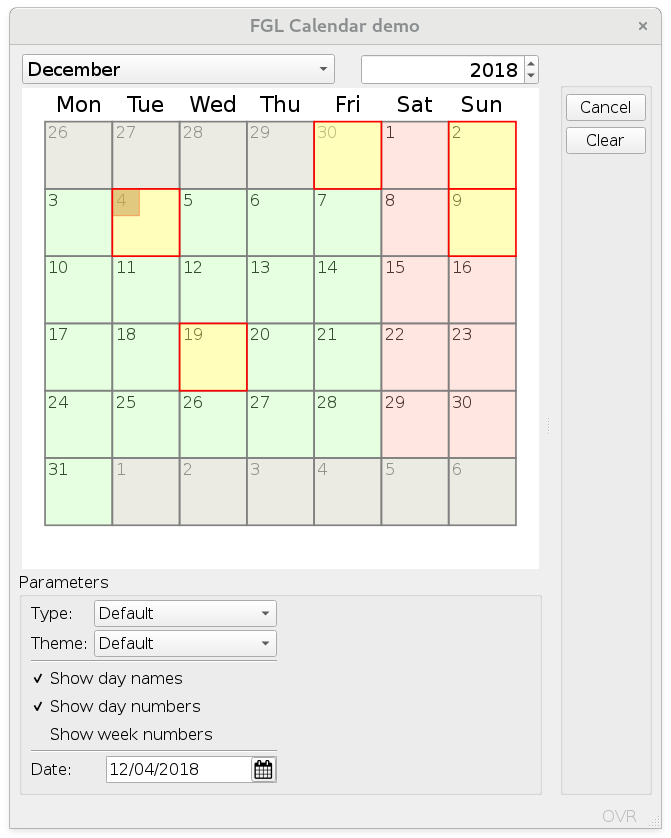 FGL Calendar demo ×
December 2018
Mon Tue Wed Thu Fri Sat Sun
Cancel
26 27 28 29 30 1 2
Clear
3 4 5 6 7 8 9
10 11 12 13 14 15 16
17 18 19 20 21 22 23
24 25 26 27 28 29 30
31 1 2 3 4 5 6
Parameters
Type: Default
Theme: Default
✓ Show day names
✓ Show day numbers
Show week numbers
Date: 12/04/2018
OVR